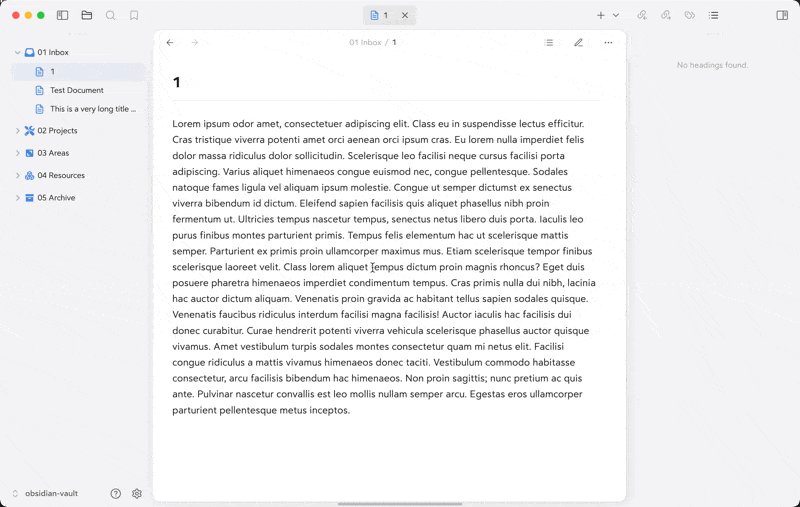 1
01 Inbox
1
Test Document
This is a very long title ...
02 Projects
03 Areas
04 Resources
05 Archive
obsidian-vault
01 Inbox / 1
1
Lorem ipsum odor amet, consectetuer adipiscing elit. Class eu in suspendisse lectus efficitur.
Cras tristique viverra potenti amet orci aenean orci ipsum cras. Eu lorem nulla imperdiet felis
dolor massa ridiculus dolor sollicitudin. Scelerisque leo facilisi neque cursus facilisi porta
adipiscing. Varius aliquet himenaeos congue euismod nec, congue pellentesque. Sodales
natoque fames ligula vel aliquam ipsum molestie. Congue ut semper dictumst ex senectus
viverra bibendum id dictum. Eleifend sapien facilisis quis aliquet phasellus nibh proin
fermentum ut. Ultricies tempus nascetur tempus, senectus netus libero duis porta. Iaculis leo
purus finibus montes parturient primis. Tempus felis elementum hac ut scelerisque mattis
semper. Parturient ex primis proin ullamcorper maximus mus. Etiam scelerisque tempor finibus
scelerisque laoreet velit. Class lorem aliquet tempus dictum proin magnis rhoncus? Eget duis
posuere pharetra himenaeos imperdiet condimentum tempus. Cras primis nulla dui nibh, lacinia
hac auctor dictum aliquam. Venenatis proin gravida ac habitant tellus sapien sodales quisque.
Venenatis faucibus ridiculus interdum facilisi magna facilisis! Auctor iaculis hac facilisis dui
donec curabitur. Curae hendrerit potenti viverra vehicula scelerisque phasellus auctor quisque
vivamus. Amet vestibulum turpis sodales montes consectetur quam mi netus elit. Facilisi
congue ridiculus a mattis vivamus himenaeos donec taciti. Vestibulum commodo habitasse
consectetur, arcu facilisis bibendum hac himenaeos. Non proin sagittis; nunc pretium ac quis
ante. Pulvinar nascetur convallis est leo mollis nullam semper arcu. Egestas eros ullamcorper
parturient pellentesque metus inceptos.
No headings found.